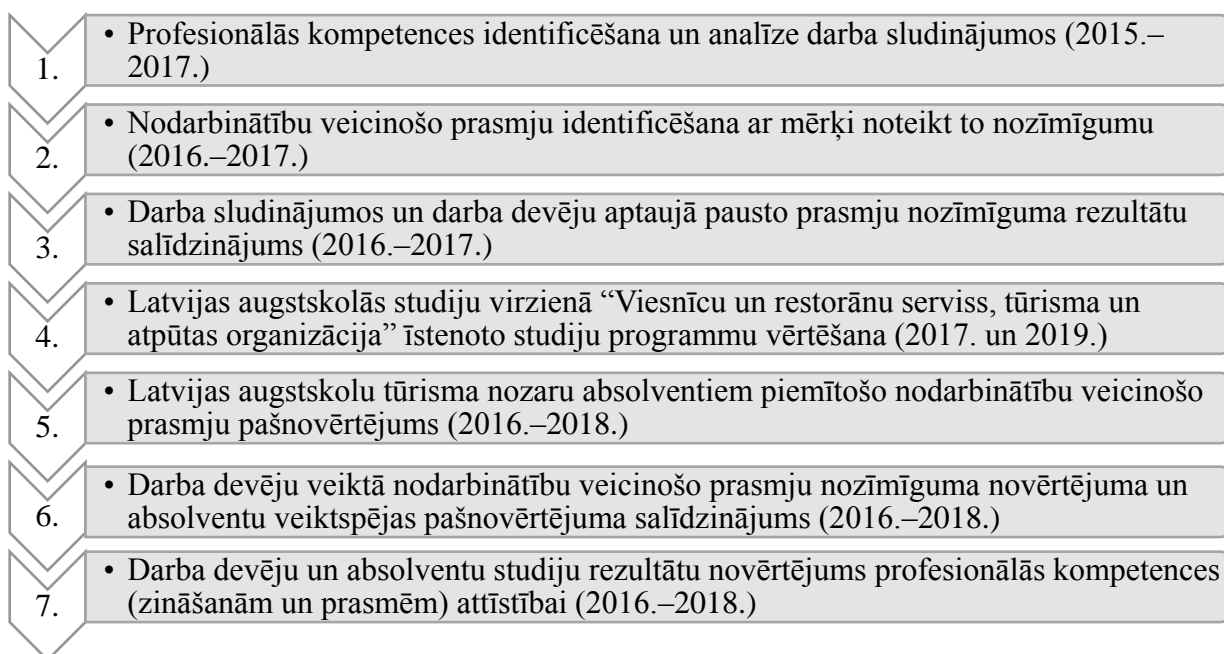 1.
• Profesionālās kompetences identificēšana un analīze darba sludinājumos (2015.–
2017.)
2.
• Nodarbinātību veicinošo prasmju identificēšana ar mērķi noteikt to nozīmīgumu
(2016.–2017.)
3.
• Darba sludinājumos un darba devēju aptaujā pausto prasmju nozīmīguma rezultātu
salīdzinājums (2016.–2017.)
4.
• Latvijas augstskolās studiju virzienā “Viesnīcu un restorānu serviss, tūrisma un
atpūtas organizācija” īstenoto studiju programmu vērtēšana (2017. un 2019.)
5.
• Latvijas augstskolu tūrisma nozaru absolventiem piemītošo nodarbinātību veicinošo
prasmju pašnovērtējums (2016.–2018.)
6.
• Darba devēju veiktā nodarbinātību veicinošo prasmju nozīmīguma novērtējuma un
absolventu veiktspējas pašnovērtējuma salīdzinājums (2016.–2018.)
7.
• Darba devēju un absolventu studiju rezultātu novērtējums profesionālās kompetences
(zināšanām un prasmēm) attīstībai (2016.–2018.)